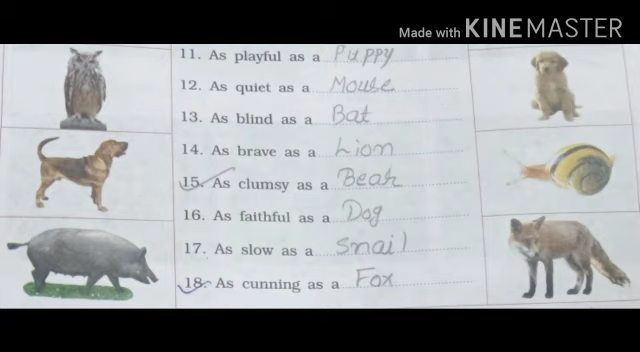 Made with KINEMASTER
11. As playful as a Puppy
12. As quiet as a Mouse
13. As blind as a Bat
14. As brave as a Lion
15. As clumsy as a Bear
16. As faithful as a Dog
17. As slow as a Snail
18. As cunning as a Fox